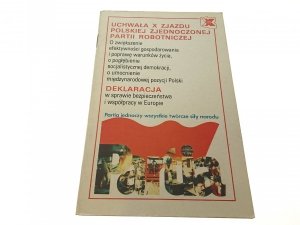 UCHWAŁA X ZJAZDU
POLSKIEJ ZJEDNOCZONEJ
PARTII ROBOTNICZEJ
O zwiększenie
efektywności gospodarowania
i poprawę warunków życia,
o pogłębienie
socjalistycznej demokracji,
o umocnienie
międzynarodowej pozycji Polski
DEKLARACJA
w sprawie bezpieczeństwa
i współpracy w Europie
Partia jednoczy wszystkie twórcze siły narodu
Partia